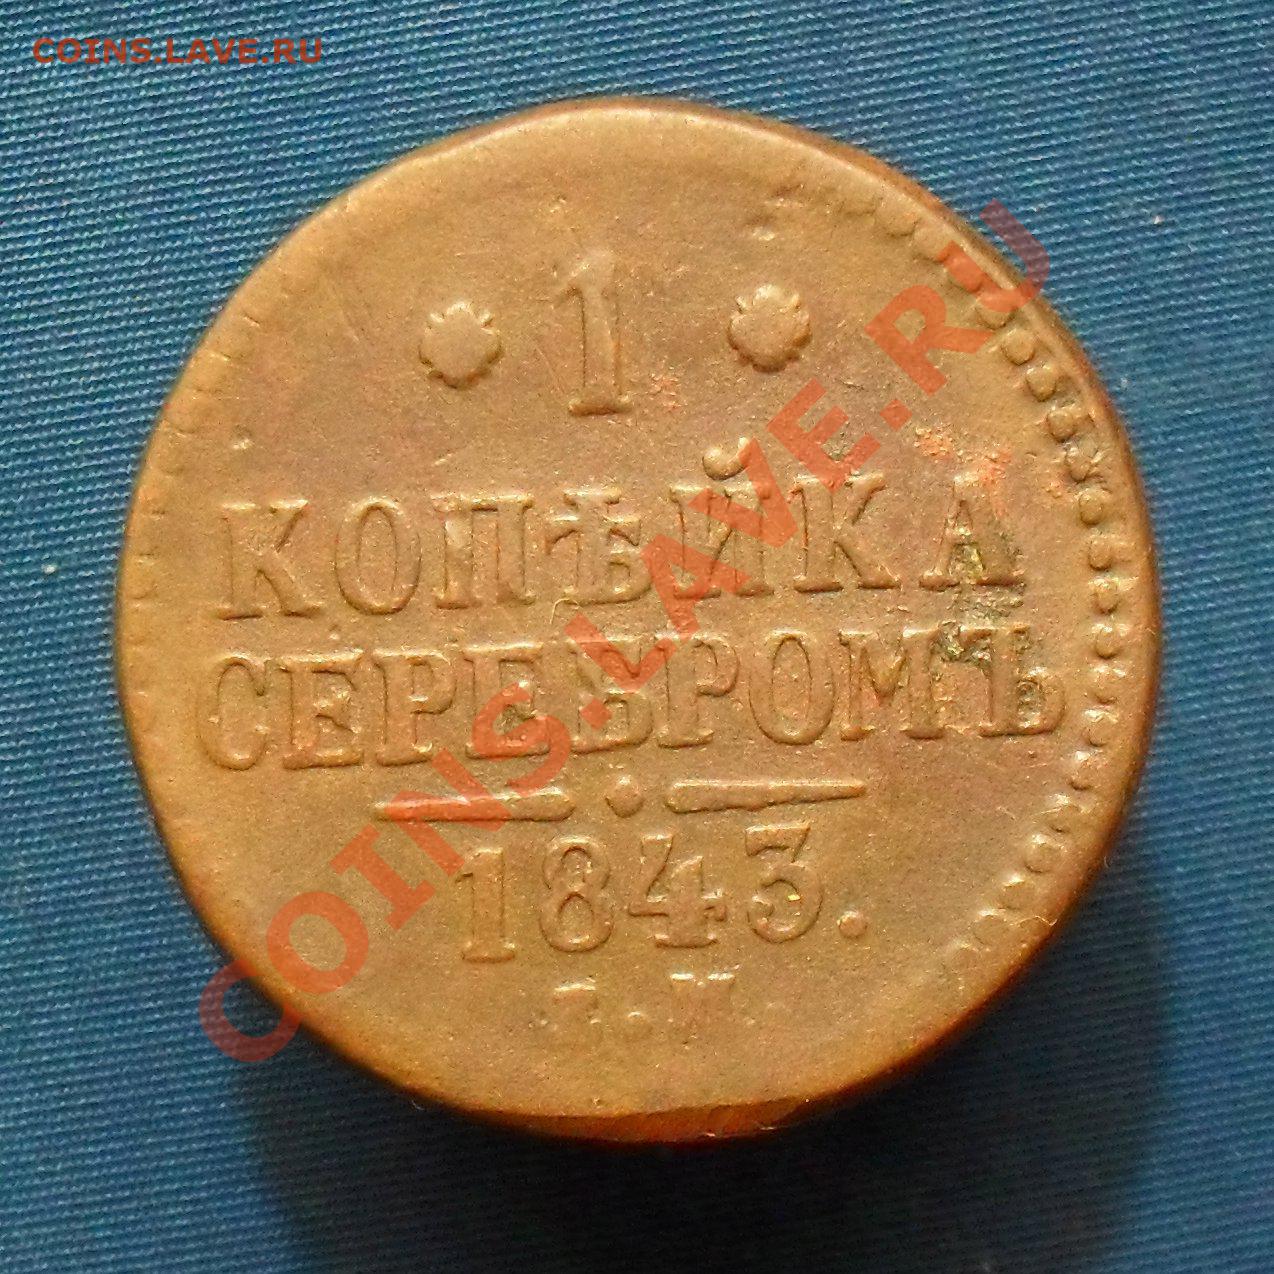 COINS.LAVE.RU
1
КОПѢЙКА
СЕРЕБРОМЪ
1843.
COINS.LAVE.RU